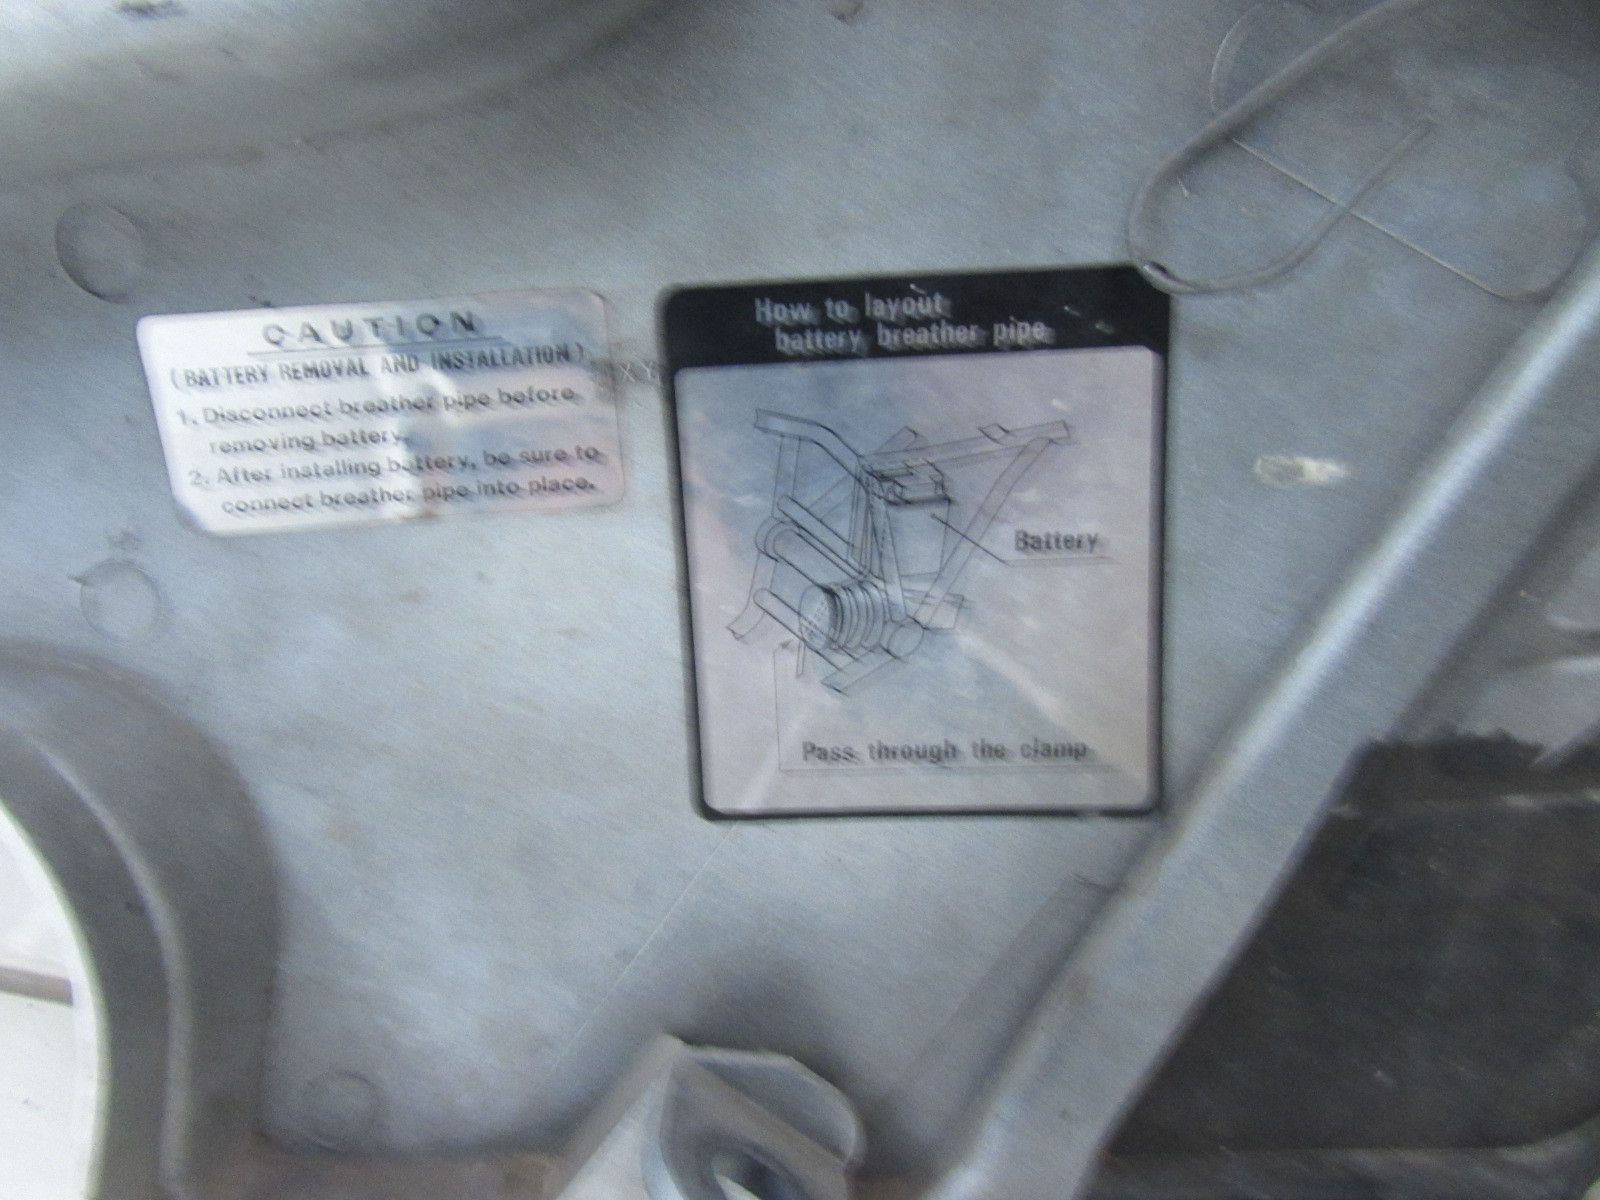 CAUTION
(BATTERY REMOVAL AND INSTALLATION)
1. Disconnect breather pipe before
removing battery.
2. After installing battery, be sure to
connect breather pipe into place.
How to layout
battery breather pipe
Battery
Pass through the clamp